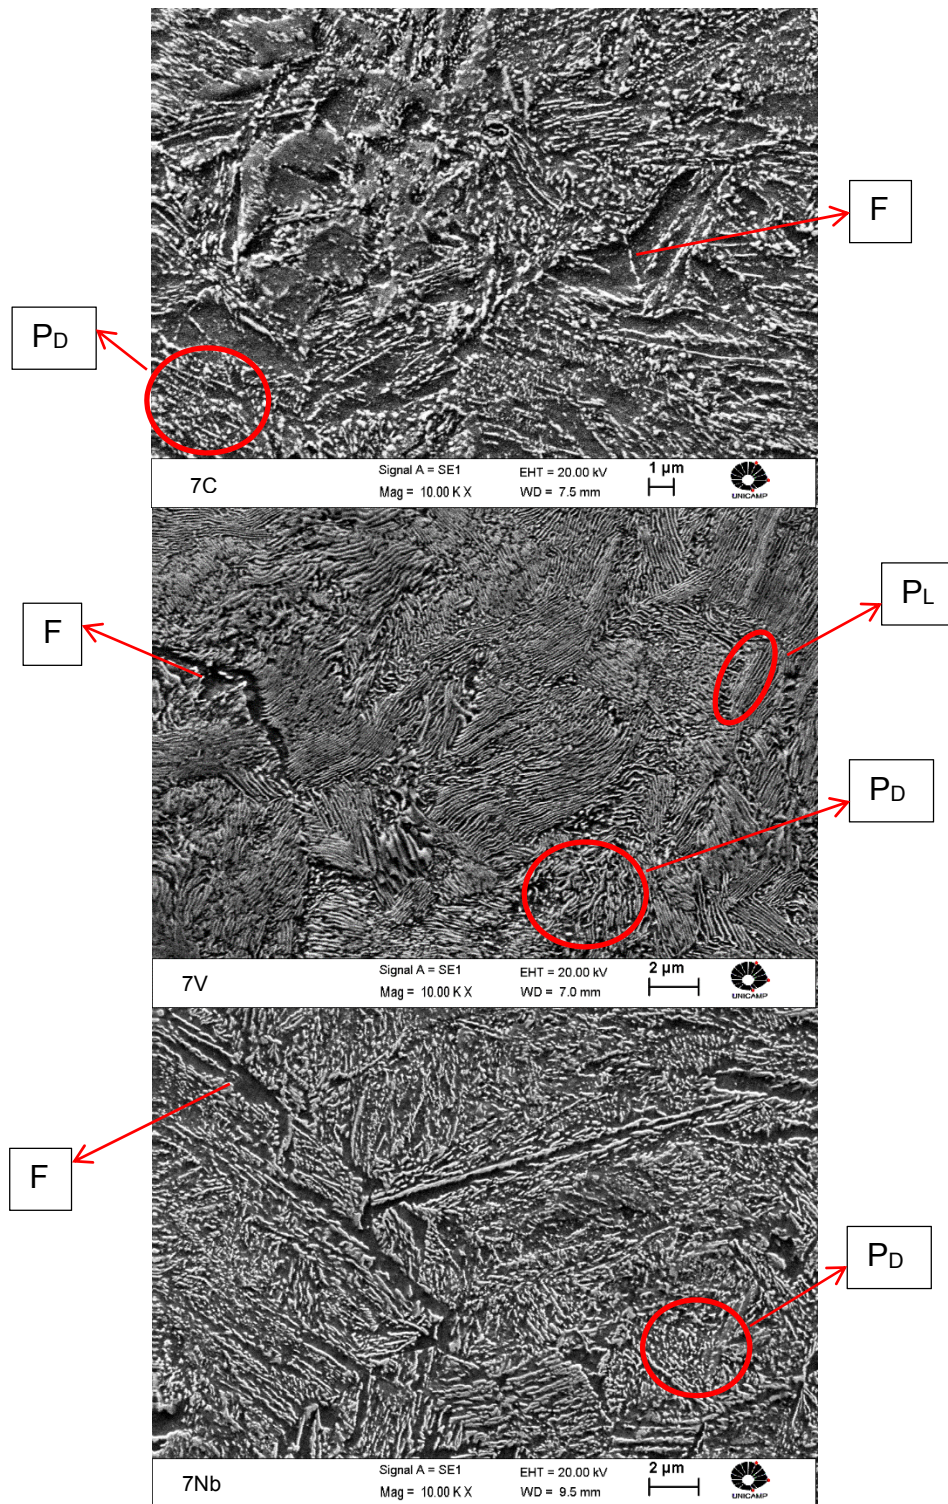 F
PD
7C
Signal A = SE1
Mag = 10.00 K X
EHT = 20.00 kV
WD = 7.5 mm
1 µm
UNICAMP
PL
F
PD
7V
Signal A = SE1
Mag = 10.00 K X
EHT = 20.00 kV
WD = 7.0 mm
2 µm
UNICAMP
F
PD
7Nb
Signal A = SE1
Mag = 10.00 K X
EHT = 20.00 kV
WD = 9.5 mm
2 µm
UNICAMP